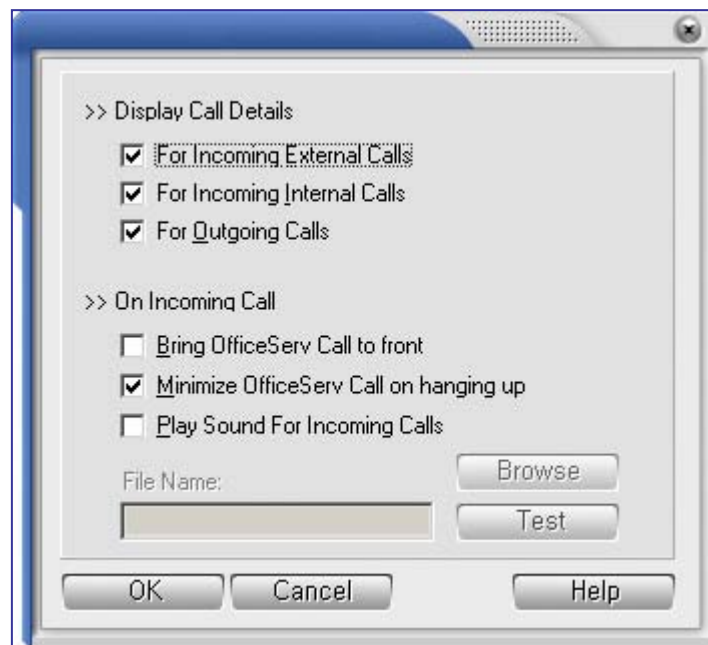 >> Display Call Details
For Incoming External Calls
For Incoming Internal Calls
For Outgoing Calls
>> On Incoming Call
Bring OfficeServ Call to front
Minimize OfficeServ Call on hanging up
Play Sound For Incoming Calls
File Name:
Browse
Test
OK
Cancel
Help